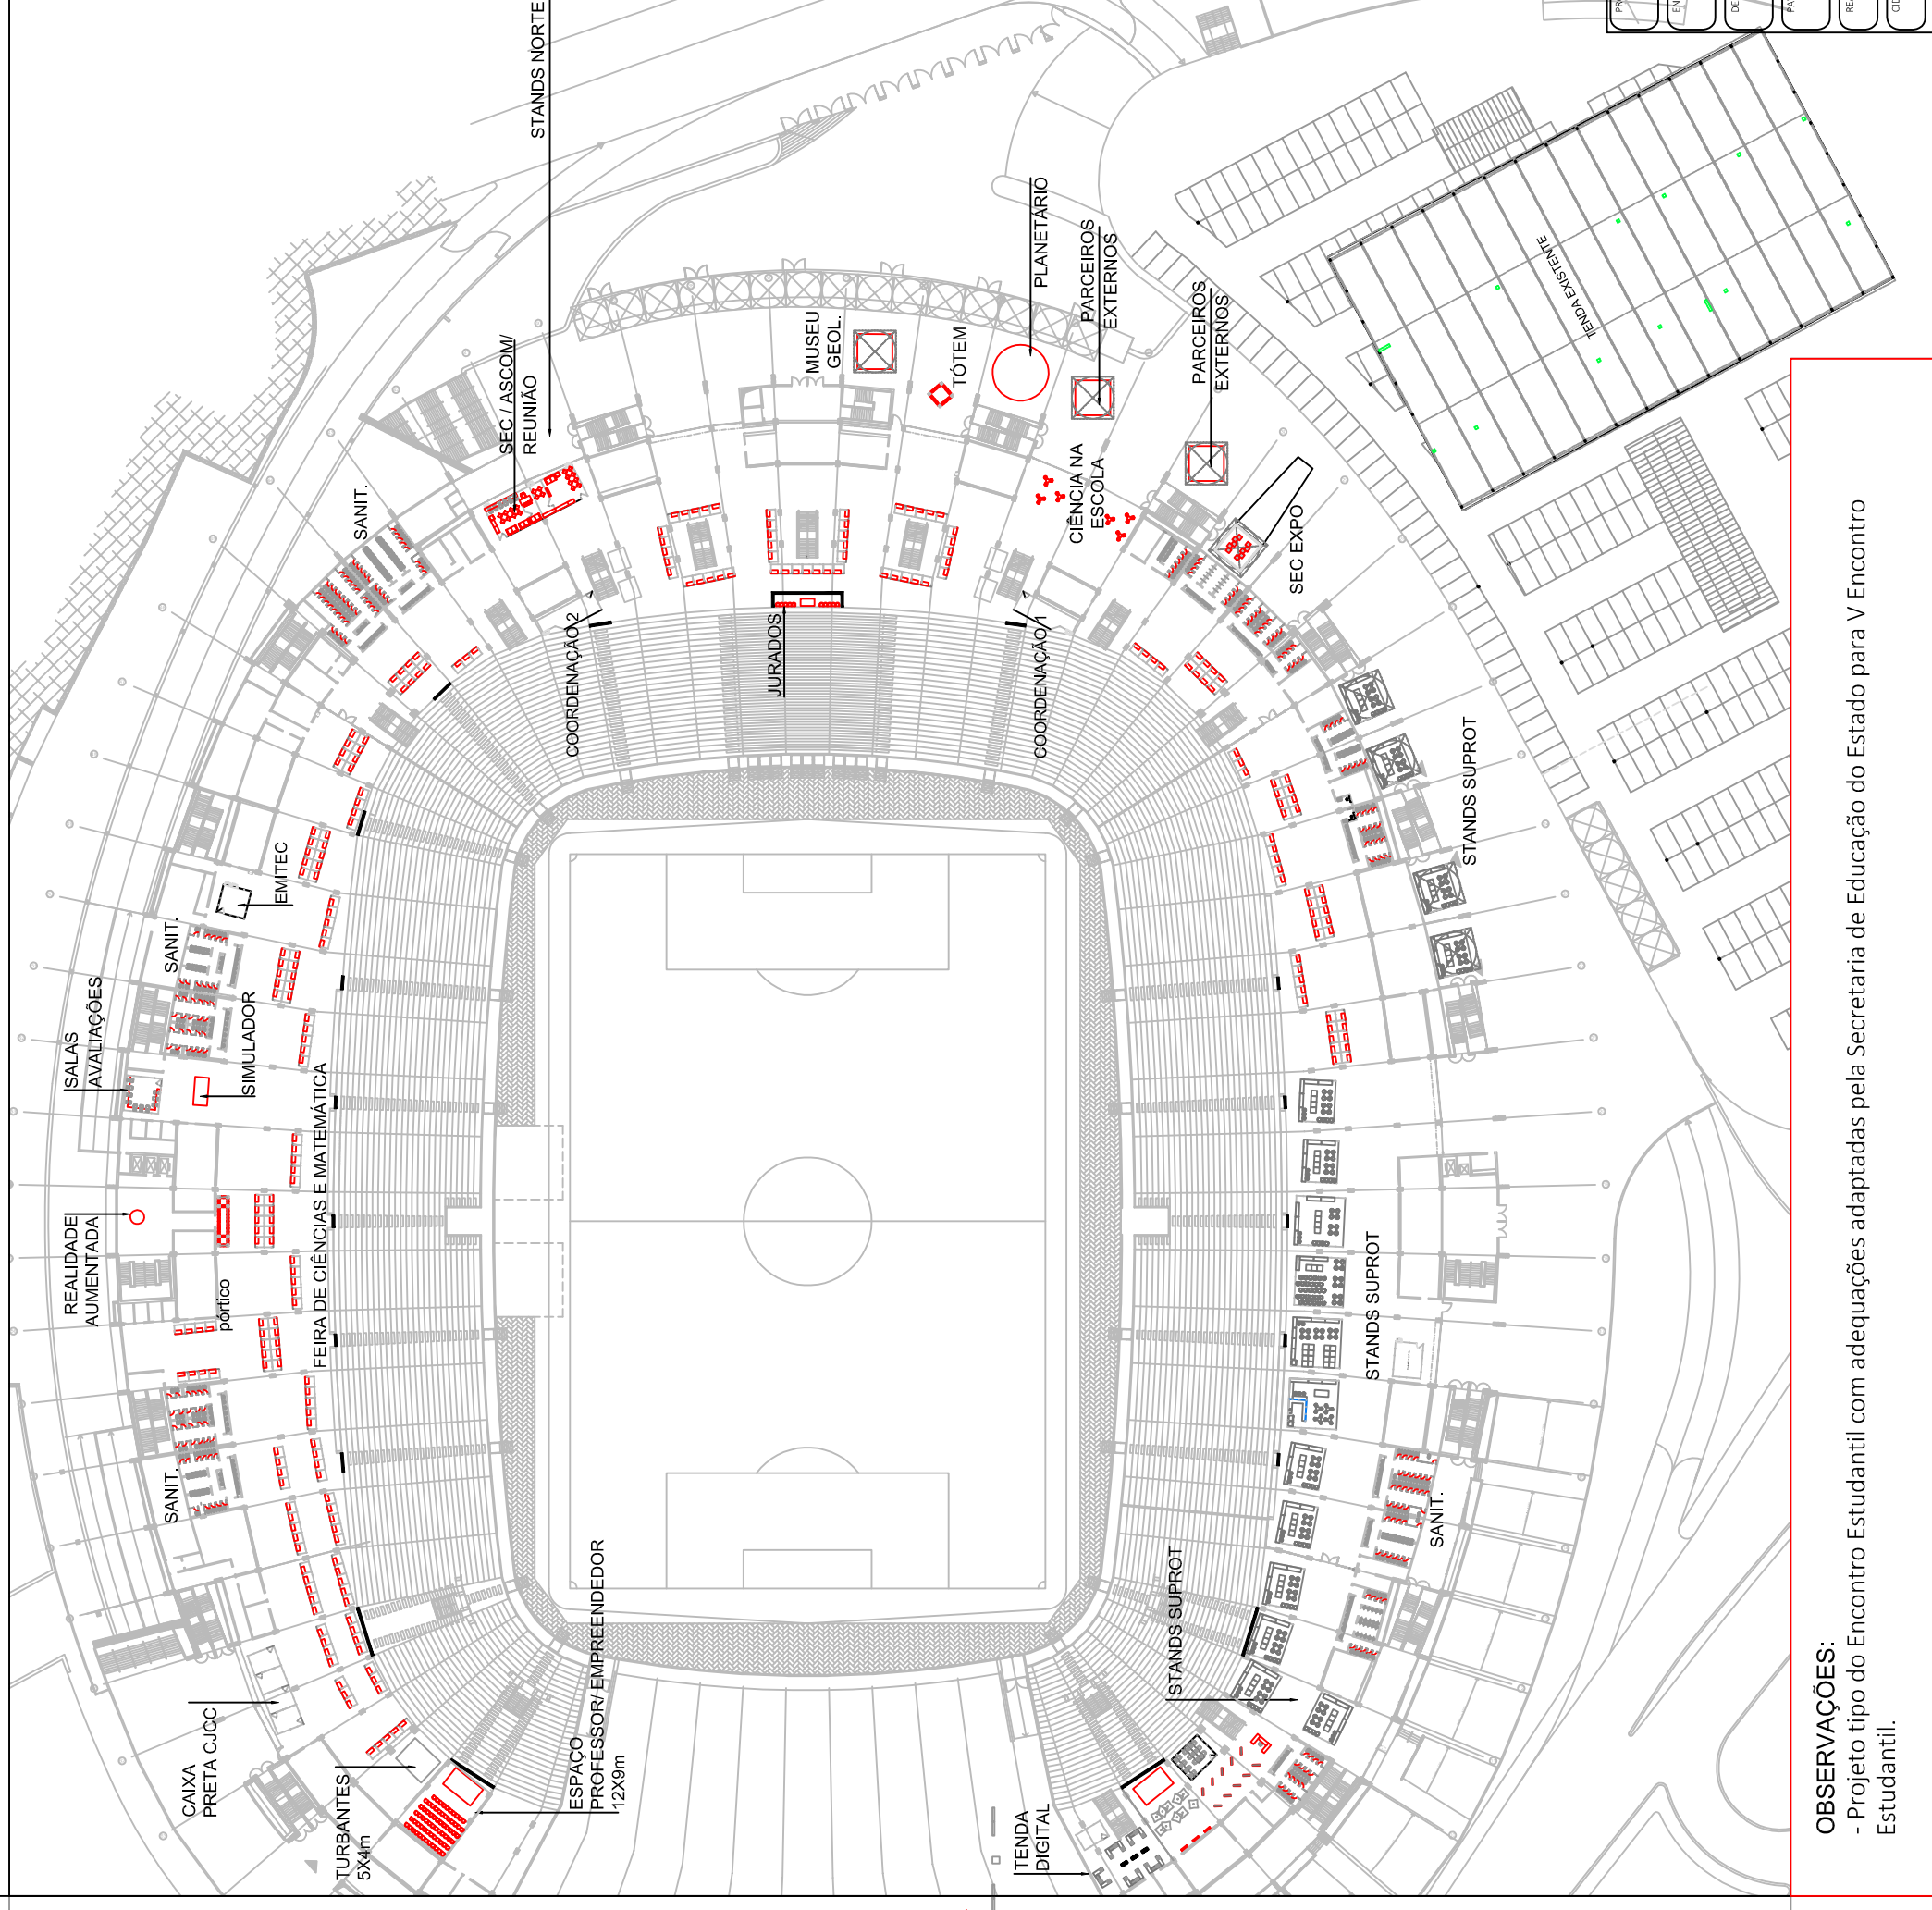 STANDS NORTE
SEC / ASCOM/
REUNIÃO
SANIT.
MUSEU
GEOL.
TÓTEM
PLANETÁRIO
PARCEIROS
EXTERNOS
PARCEIROS
EXTERNOS
CIÊNCIA NA
ESCOLA
SEC EXPO
TENDA EXISTENTE
COORDENAÇÃO 2
JURADOS
COORDENAÇÃO 1
STANDS SUPROT
EMITEC
SANIT.
SALAS
AVALIAÇÕES
SIMULADOR
FEIRA DE CIÊNCIAS E MATEMÁTICA
REALIDADE
AUMENTADA
pórtico
SANIT.
STANDS SUPROT
SANIT.
STANDS SUPROT
CAIXA
PRETA CJCC
TURBANTES
5X4m
ESPAÇO
PROFESSOR/ EMPREENDEDOR
12X9m
TENDA
DIGITAL
OBSERVAÇÕES:
- Projeto tipo do Encontro Estudantil com adequações adaptadas pela Secretaria de Educação do Estado para V Encontro
Estudantil.